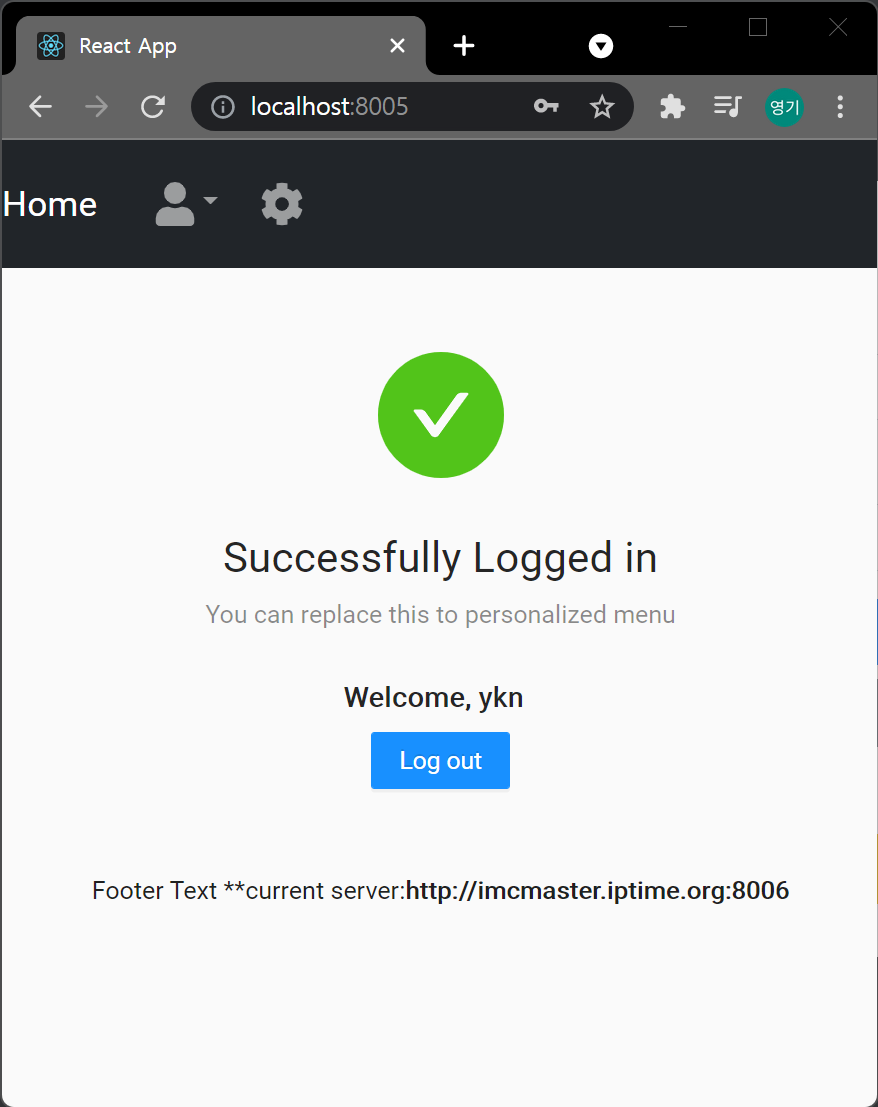 React App
localhost:8005
영기
Home
Successfully Logged in
You can replace this to personalized menu
Welcome, ykn
Log out
Footer Text **current server:http://imcmaster.iptime.org:8006